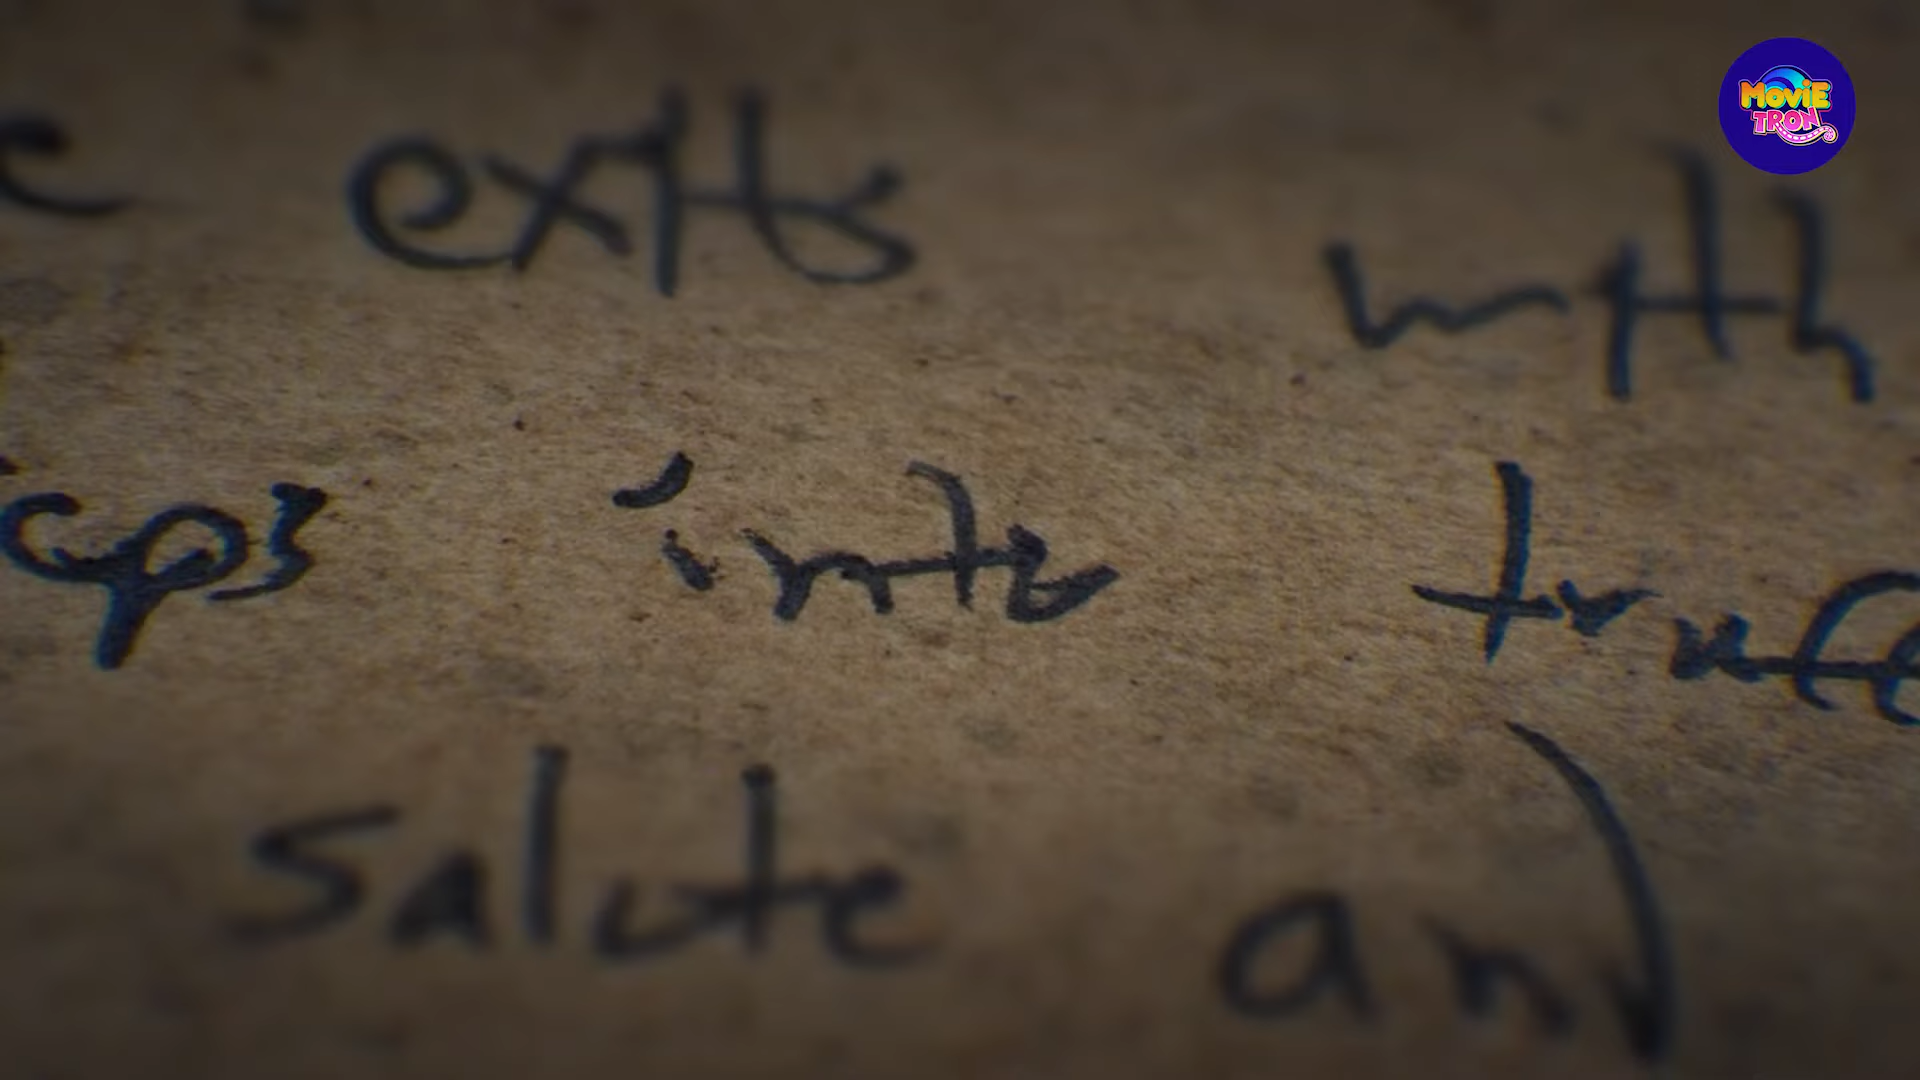 MOVIE
TRON
exits with
into
salute and